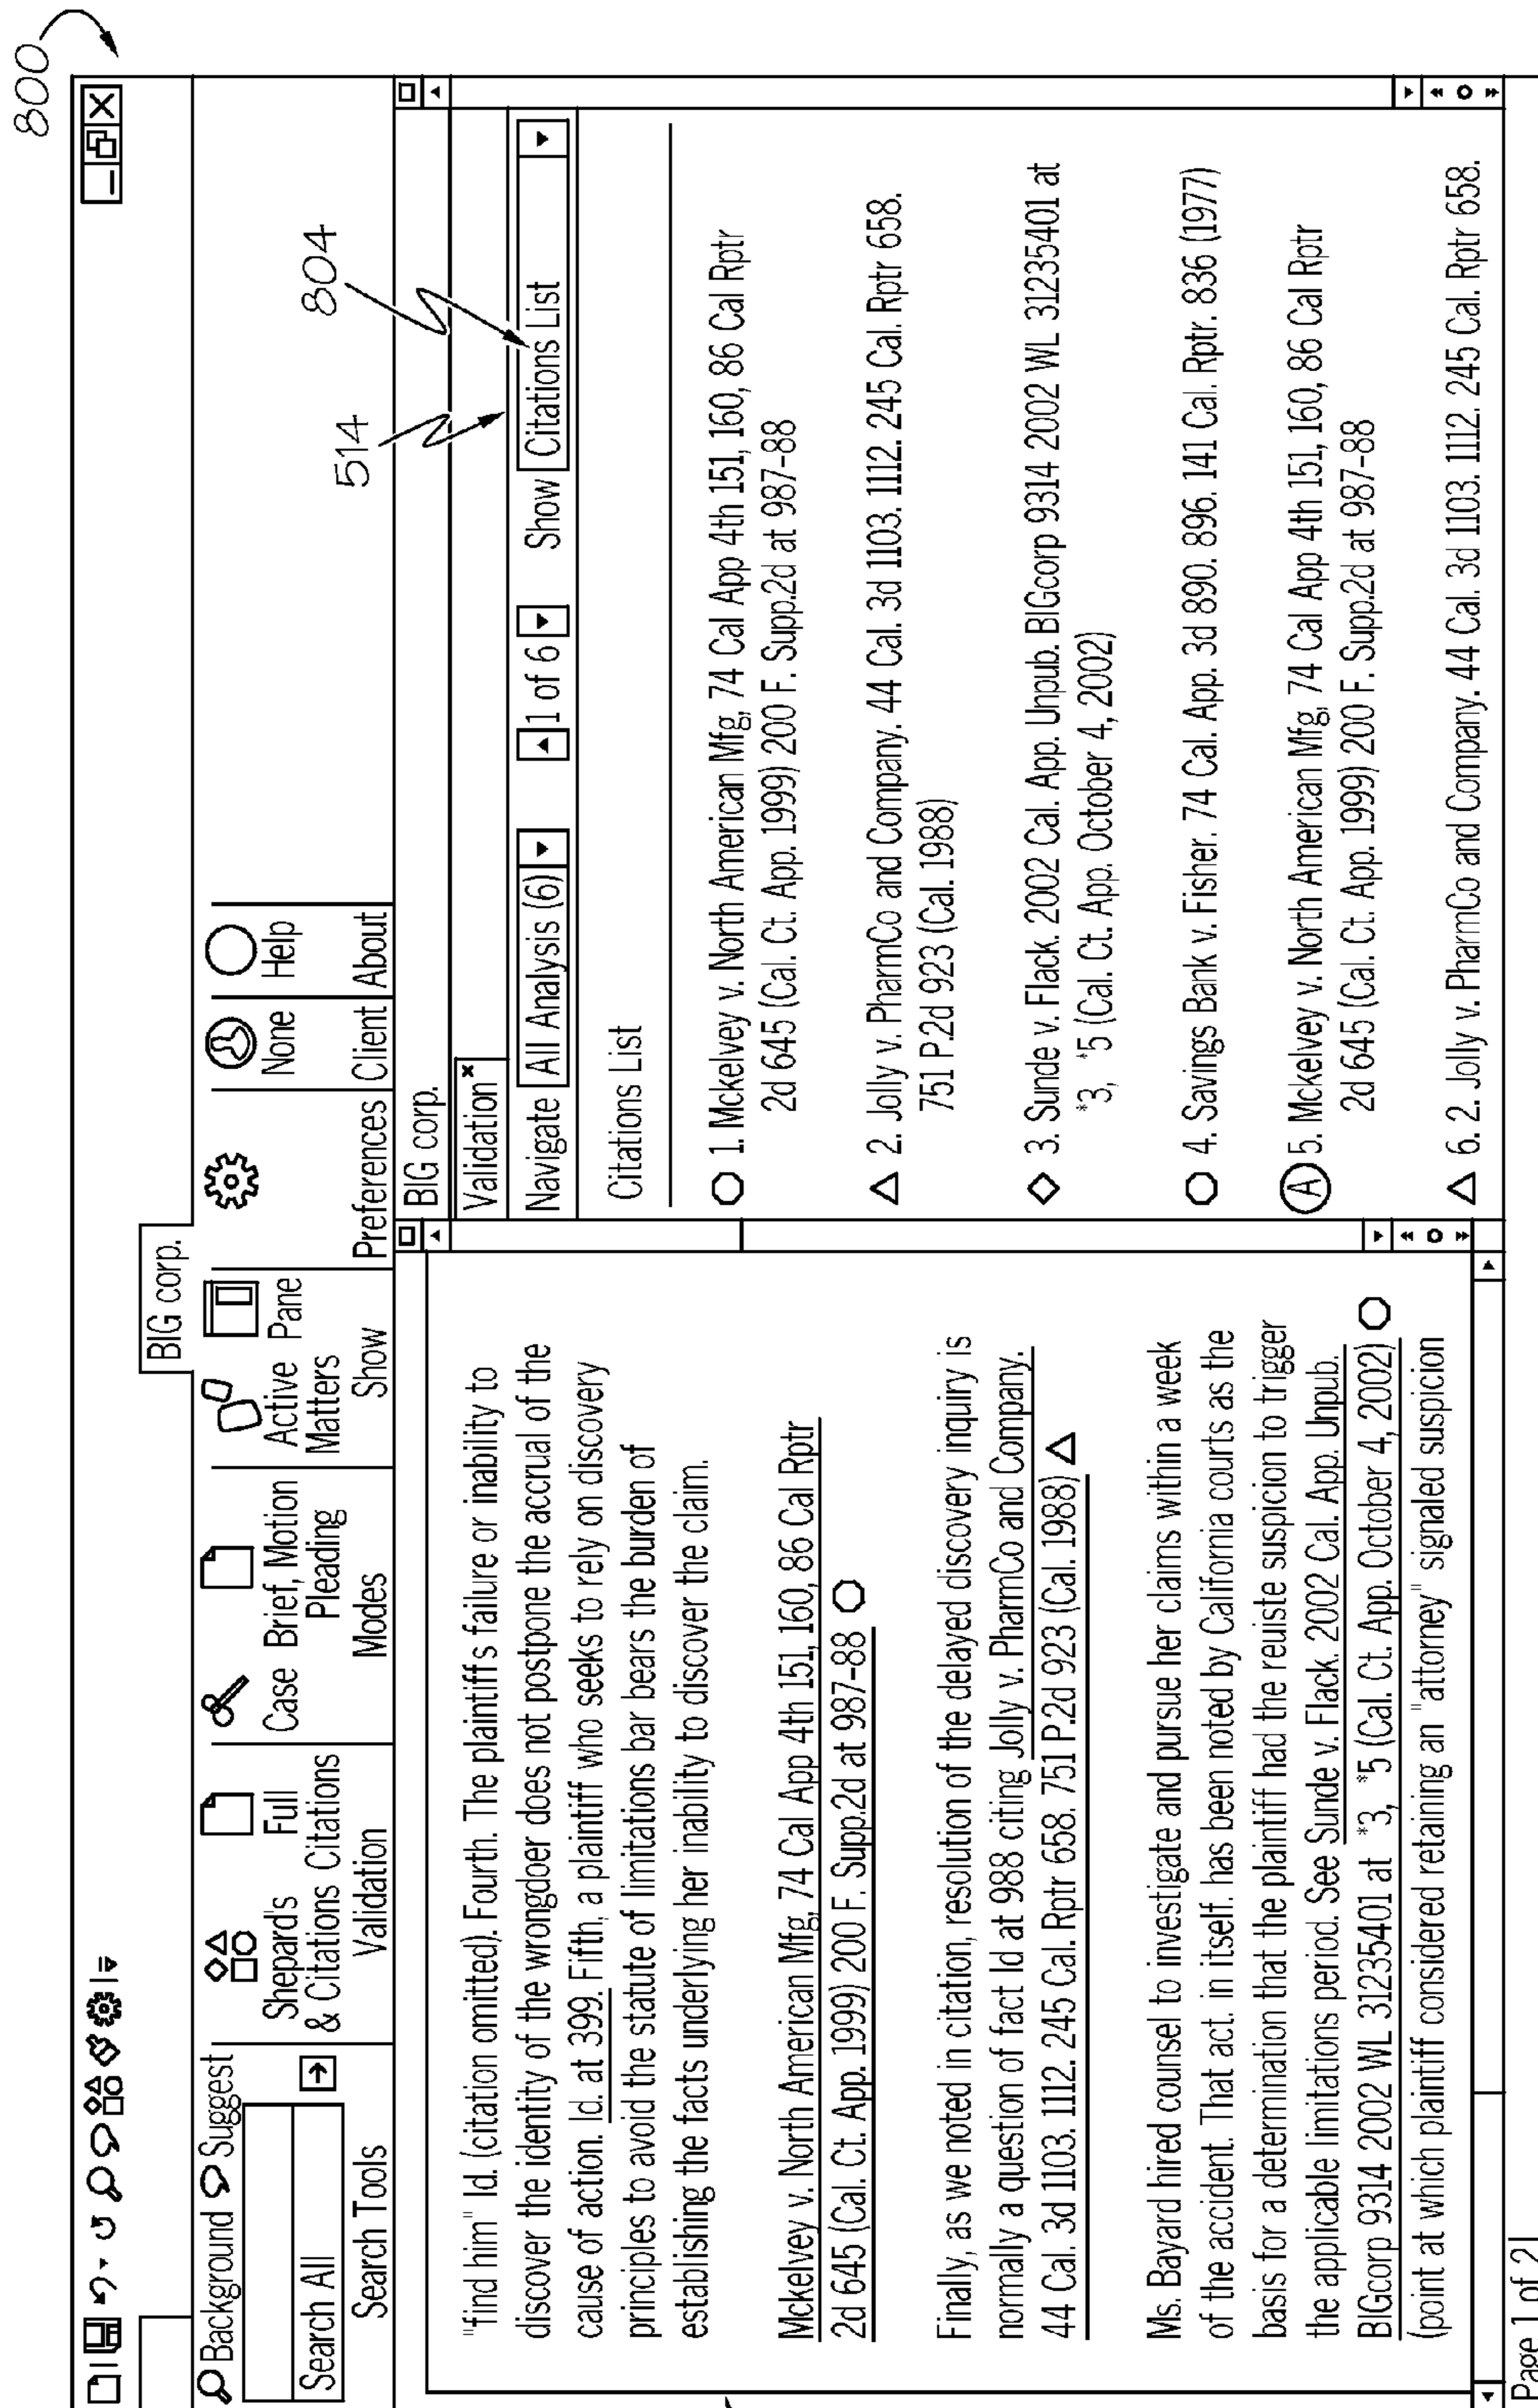 800
BIG corp.
Background Suggest
Search All
Search Tools
Shepard's
& Citations
Full
Citations
Validation
Case
Brief, Motion
Pleading
Modes
Active
Matters
Pane
Show
Preferences
None
Client
Help
About
514
804
"find him" Id. (citation omitted). Fourth. The plaintiff's failure or inability to
discover the identity of the wrongdoer does not postpone the accrual of the
cause of action. Id. at 399. Fifth, a plaintiff who seeks to rely on discovery
principles to avoid the statute of limitations bar bears the burden of
establishing the facts underlying her inability to discover the claim.
Mckelvey v. North American Mfg, 74 Cal App 4th 151, 160, 86 Cal Rptr
2d 645 (Cal. Ct. App. 1999) 200 F. Supp.2d at 987-88
Finally, as we noted in citation, resolution of the delayed discovery inquiry is
normally a question of fact Id at 988 citing Jolly v. PharmCo and Company.
44 Cal. 3d 1103. 1112. 245 Cal. Rptr 658. 751 P.2d 923 (Cal. 1988)
Ms. Bayard hired counsel to investigate and pursue her claims within a week
of the accident. That act. in itself. has been noted by California courts as the
basis for a determination that the plaintiff had the reuiste suspicion to trigger
the applicable limitations period. See Sunde v. Flack. 2002 Cal. App. Unpub.
BIGcorp 9314 2002 WL 31235401 at *3, *5 (Cal. Ct. App. October 4, 2002)
(point at which plaintiff considered retaining an "attorney" signaled suspicion
Page 1 of 2
BIG corp.
Validation
Navigate All Analysis (6) 1 of 6 Show Citations List
Citations List
1. Mckelvey v. North American Mfg, 74 Cal App 4th 151, 160, 86 Cal Rptr
2d 645 (Cal. Ct. App. 1999) 200 F. Supp.2d at 987-88
2. Jolly v. PharmCo and Company. 44 Cal. 3d 1103. 1112. 245 Cal. Rptr 658.
751 P.2d 923 (Cal. 1988)
3. Sunde v. Flack. 2002 Cal. App. Unpub. BIGcorp 9314 2002 WL 31235401 at
*3, *5 (Cal. Ct. App. October 4, 2002)
4. Savings Bank v. Fisher. 74 Cal. App. 3d 890. 896. 141 Cal. Rptr. 836 (1977)
A 5. Mckelvey v. North American Mfg, 74 Cal App 4th 151, 160, 86 Cal Rptr
2d 645 (Cal. Ct. App. 1999) 200 F. Supp.2d at 987-88
6. 2. Jolly v. PharmCo and Company. 44 Cal. 3d 1103. 1112. 245 Cal. Rptr 658.